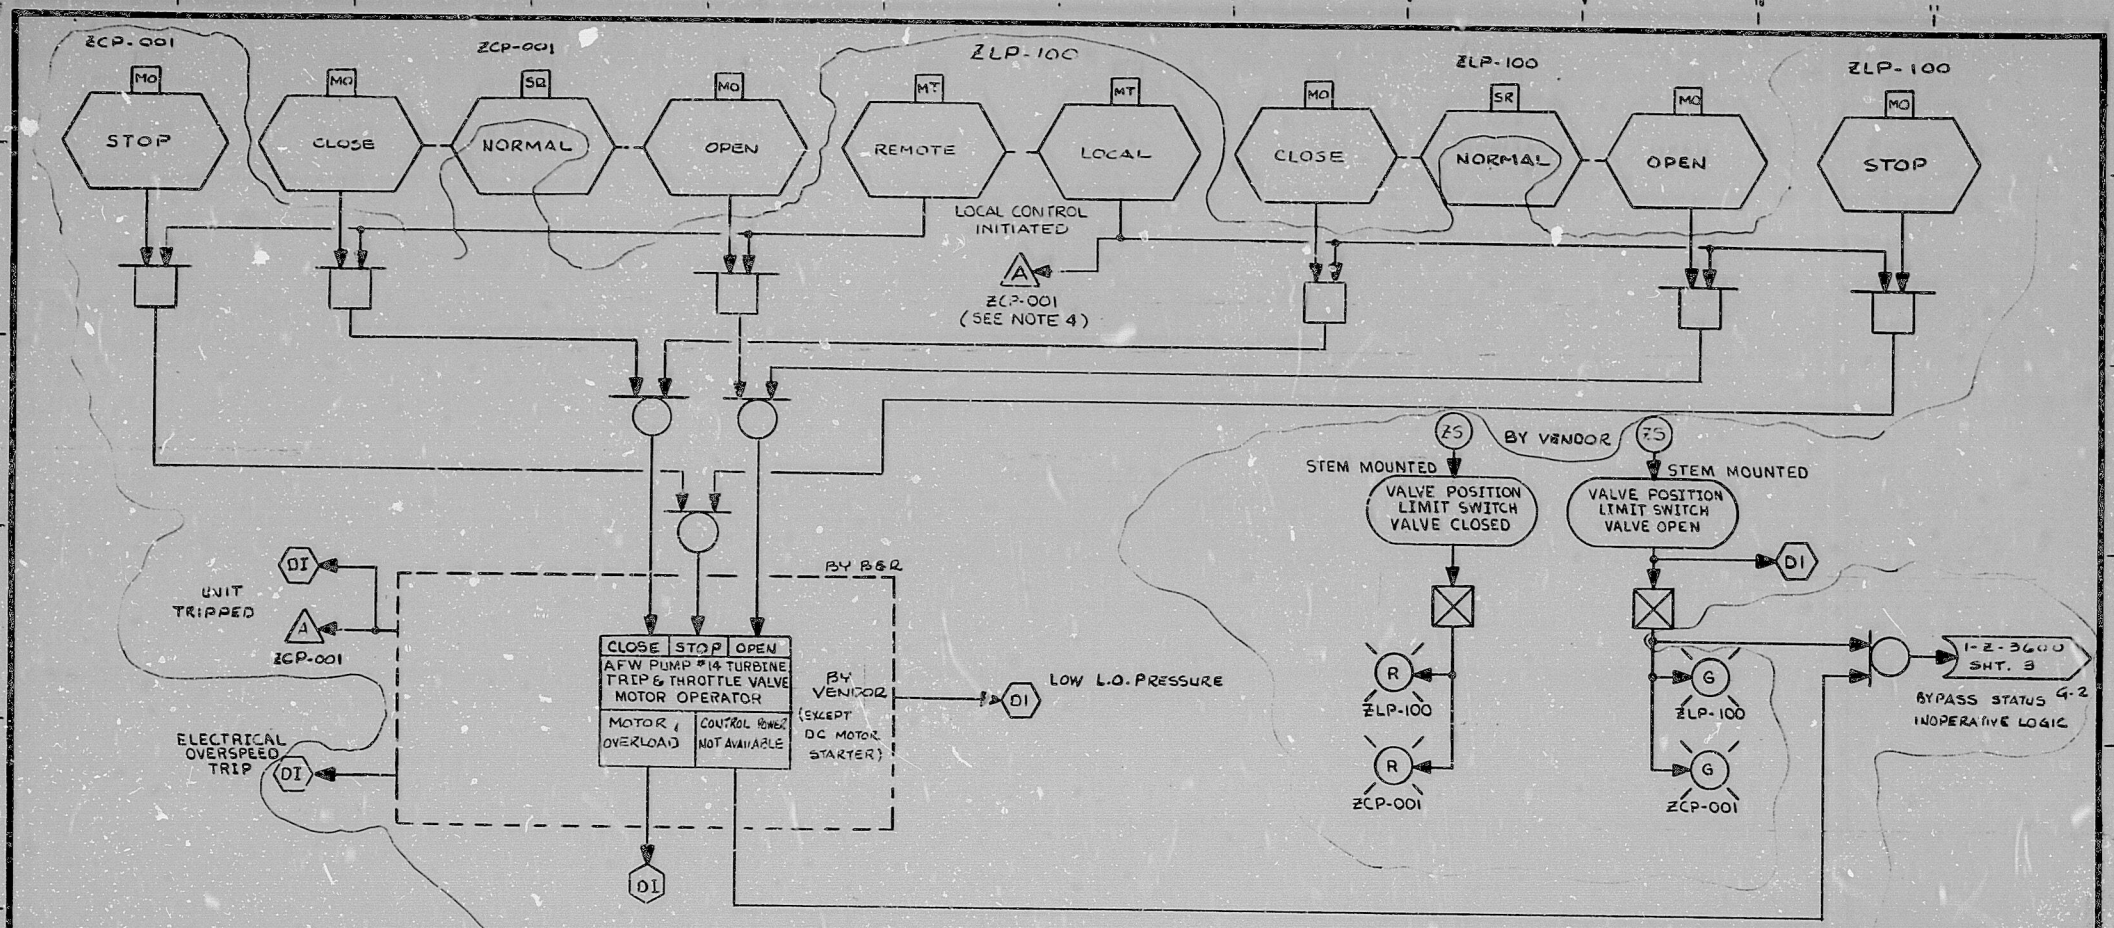 ZCP-001
ZCP-001
ZLP-100
ZLP-100
ZLP-100
MO
MO
SR
MO
MT
MT
MO
SR
MO
MO
STOP
CLOSE
NORMAL
OPEN
REMOTE
LOCAL
CLOSE
NORMAL
OPEN
STOP
LOCAL CONTROL
INITIATED
A
ZCP-001
(SEE NOTE 4)
ZS
BY VENDOR
ZS
STEM MOUNTED
STEM MOUNTED
VALVE POSITION
LIMIT SWITCH
VALVE CLOSED
VALVE POSITION
LIMIT SWITCH
VALVE OPEN
DI
DI
UNIT
TRIPPED
A
ZCP-001
BY B&R
CLOSE
STOP
OPEN
AFW PUMP #14 TURBINE
TRIP & THROTTLE VALVE
MOTOR OPERATOR
MOTOR
OVERLOAD
CONTROL POWER
NOT AVAILABLE
BY
VENDOR
(EXCEPT
DC MOTOR
STARTER)
DI
LOW L.O. PRESSURE
ELECTRICAL
OVERSPEED
TRIP
DI
DI
R
ZLP-100
R
ZCP-001
G
ZLP-100
G
ZCP-001
1-Z-3600
SHT. 3
G-2
BYPASS STATUS
INOPERATIVE LOGIC